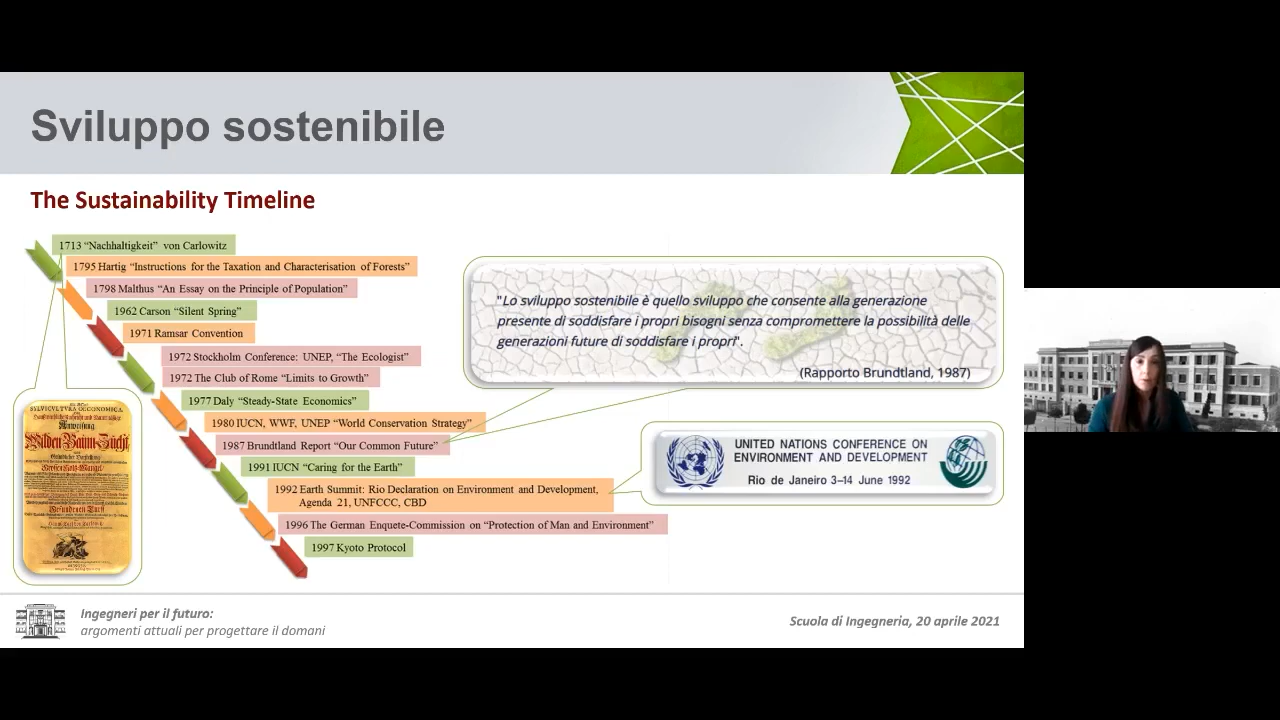 Sviluppo sostenibile
The Sustainability Timeline
1713 “Nachhaltigkeit” von Carlowitz
1795 Hartig “Instructions for the Taxation and Characterisation of Forests”
1798 Malthus “An Essay on the Principle of Population”
1962 Carson “Silent Spring”
1971 Ramsar Convention
1972 Stockholm Conference: UNEP, “The Ecologist”
1972 The Club of Rome “Limits to Growth”
1977 Daly “Steady-State Economics”
1980 IUCN, WWF, UNEP “World Conservation Strategy”
1987 Brundtland Report “Our Common Future”
1991 IUCN “Caring for the Earth”
1992 Earth Summit: Rio Declaration on Environment and Development,
Agenda 21, UNFCCC, CBD
1996 The German Enquete-Commission on “Protection of Man and Environment”
1997 Kyoto Protocol
"Lo sviluppo sostenibile è quello sviluppo che consente alla generazione
presente di soddisfare i propri bisogni senza compromettere la possibilità delle
generazioni future di soddisfare i propri".
(Rapporto Brundtland, 1987)
UNITED NATIONS CONFERENCE ON
ENVIRONMENT AND DEVELOPMENT
Rio de Janeiro 3–14 June 1992
SYLVICULTURA OECONOMICA
Anweisung
Wilden Baum-Zucht
Ingegneri per il futuro:
argomenti attuali per progettare il domani
Scuola di Ingegneria, 20 aprile 2021